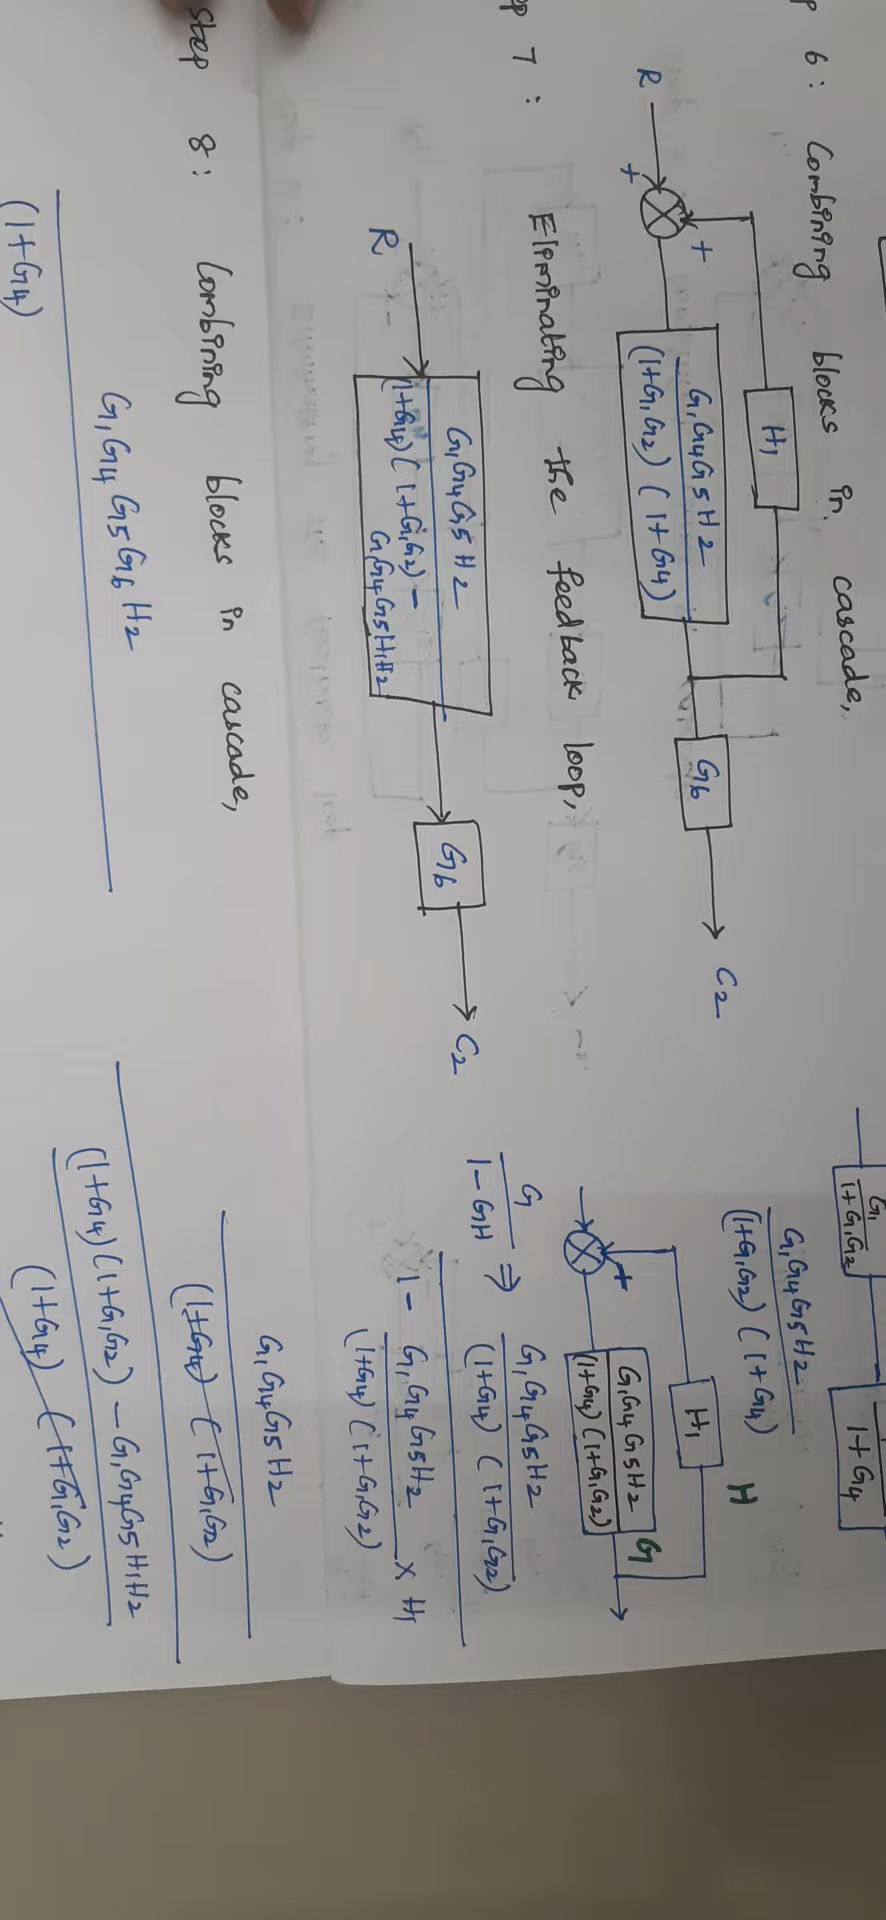 p 6: Combining blocks in cascade,
R
+
+
H1
G1G4G5H2
(1+G1G2) (1+G4)
G6
C2
G1
1+G1G2
1+G4
G1G4G5H2
(1+G1G2) (1+G4)
pp 7: Eleminating the feedback loop,
R
G1G4G5H2
(1+G4)(1+G1G2) -
G1G4G5H1H2
G6
C2
H1 H
+
G1G4G5H2
(1+G4)(1+G1G2)
G
G
1-GH
⇒
G1G4G5H2
(1+G4) (1+G1G2)
1 - G1G4G5H2 × H1
(1+G4) (1+G1G2)
Step 8: Combining blocks in cascade,
G1G4G5G6H2
(1+G4)
G1G4G5H2
(1+G4) (1+G1G2)
(1+G4)(1+G1G2) - G1G4G5H1H2
(1+G4) (1+G1G2)